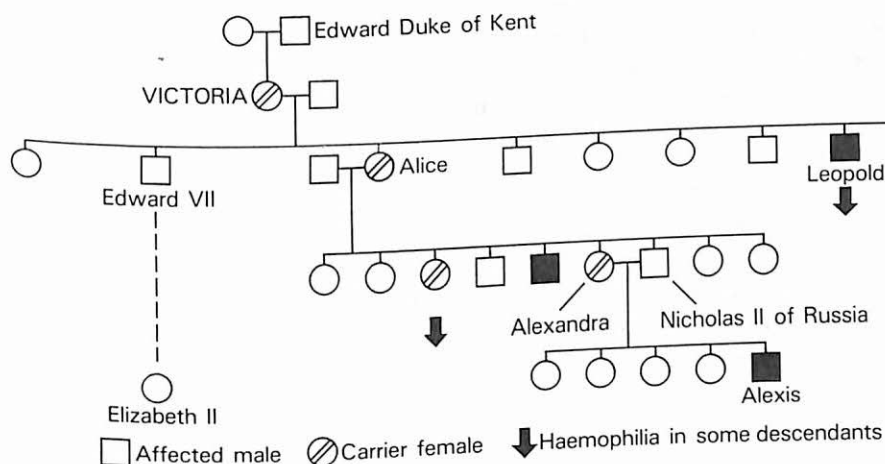 Edward Duke of Kent
VICTORIA
Alice
Edward VII
Leopold
Alexandra
Nicholas II of Russia
Alexis
Elizabeth II
Affected male
Carrier female
Haemophilia in some descendants